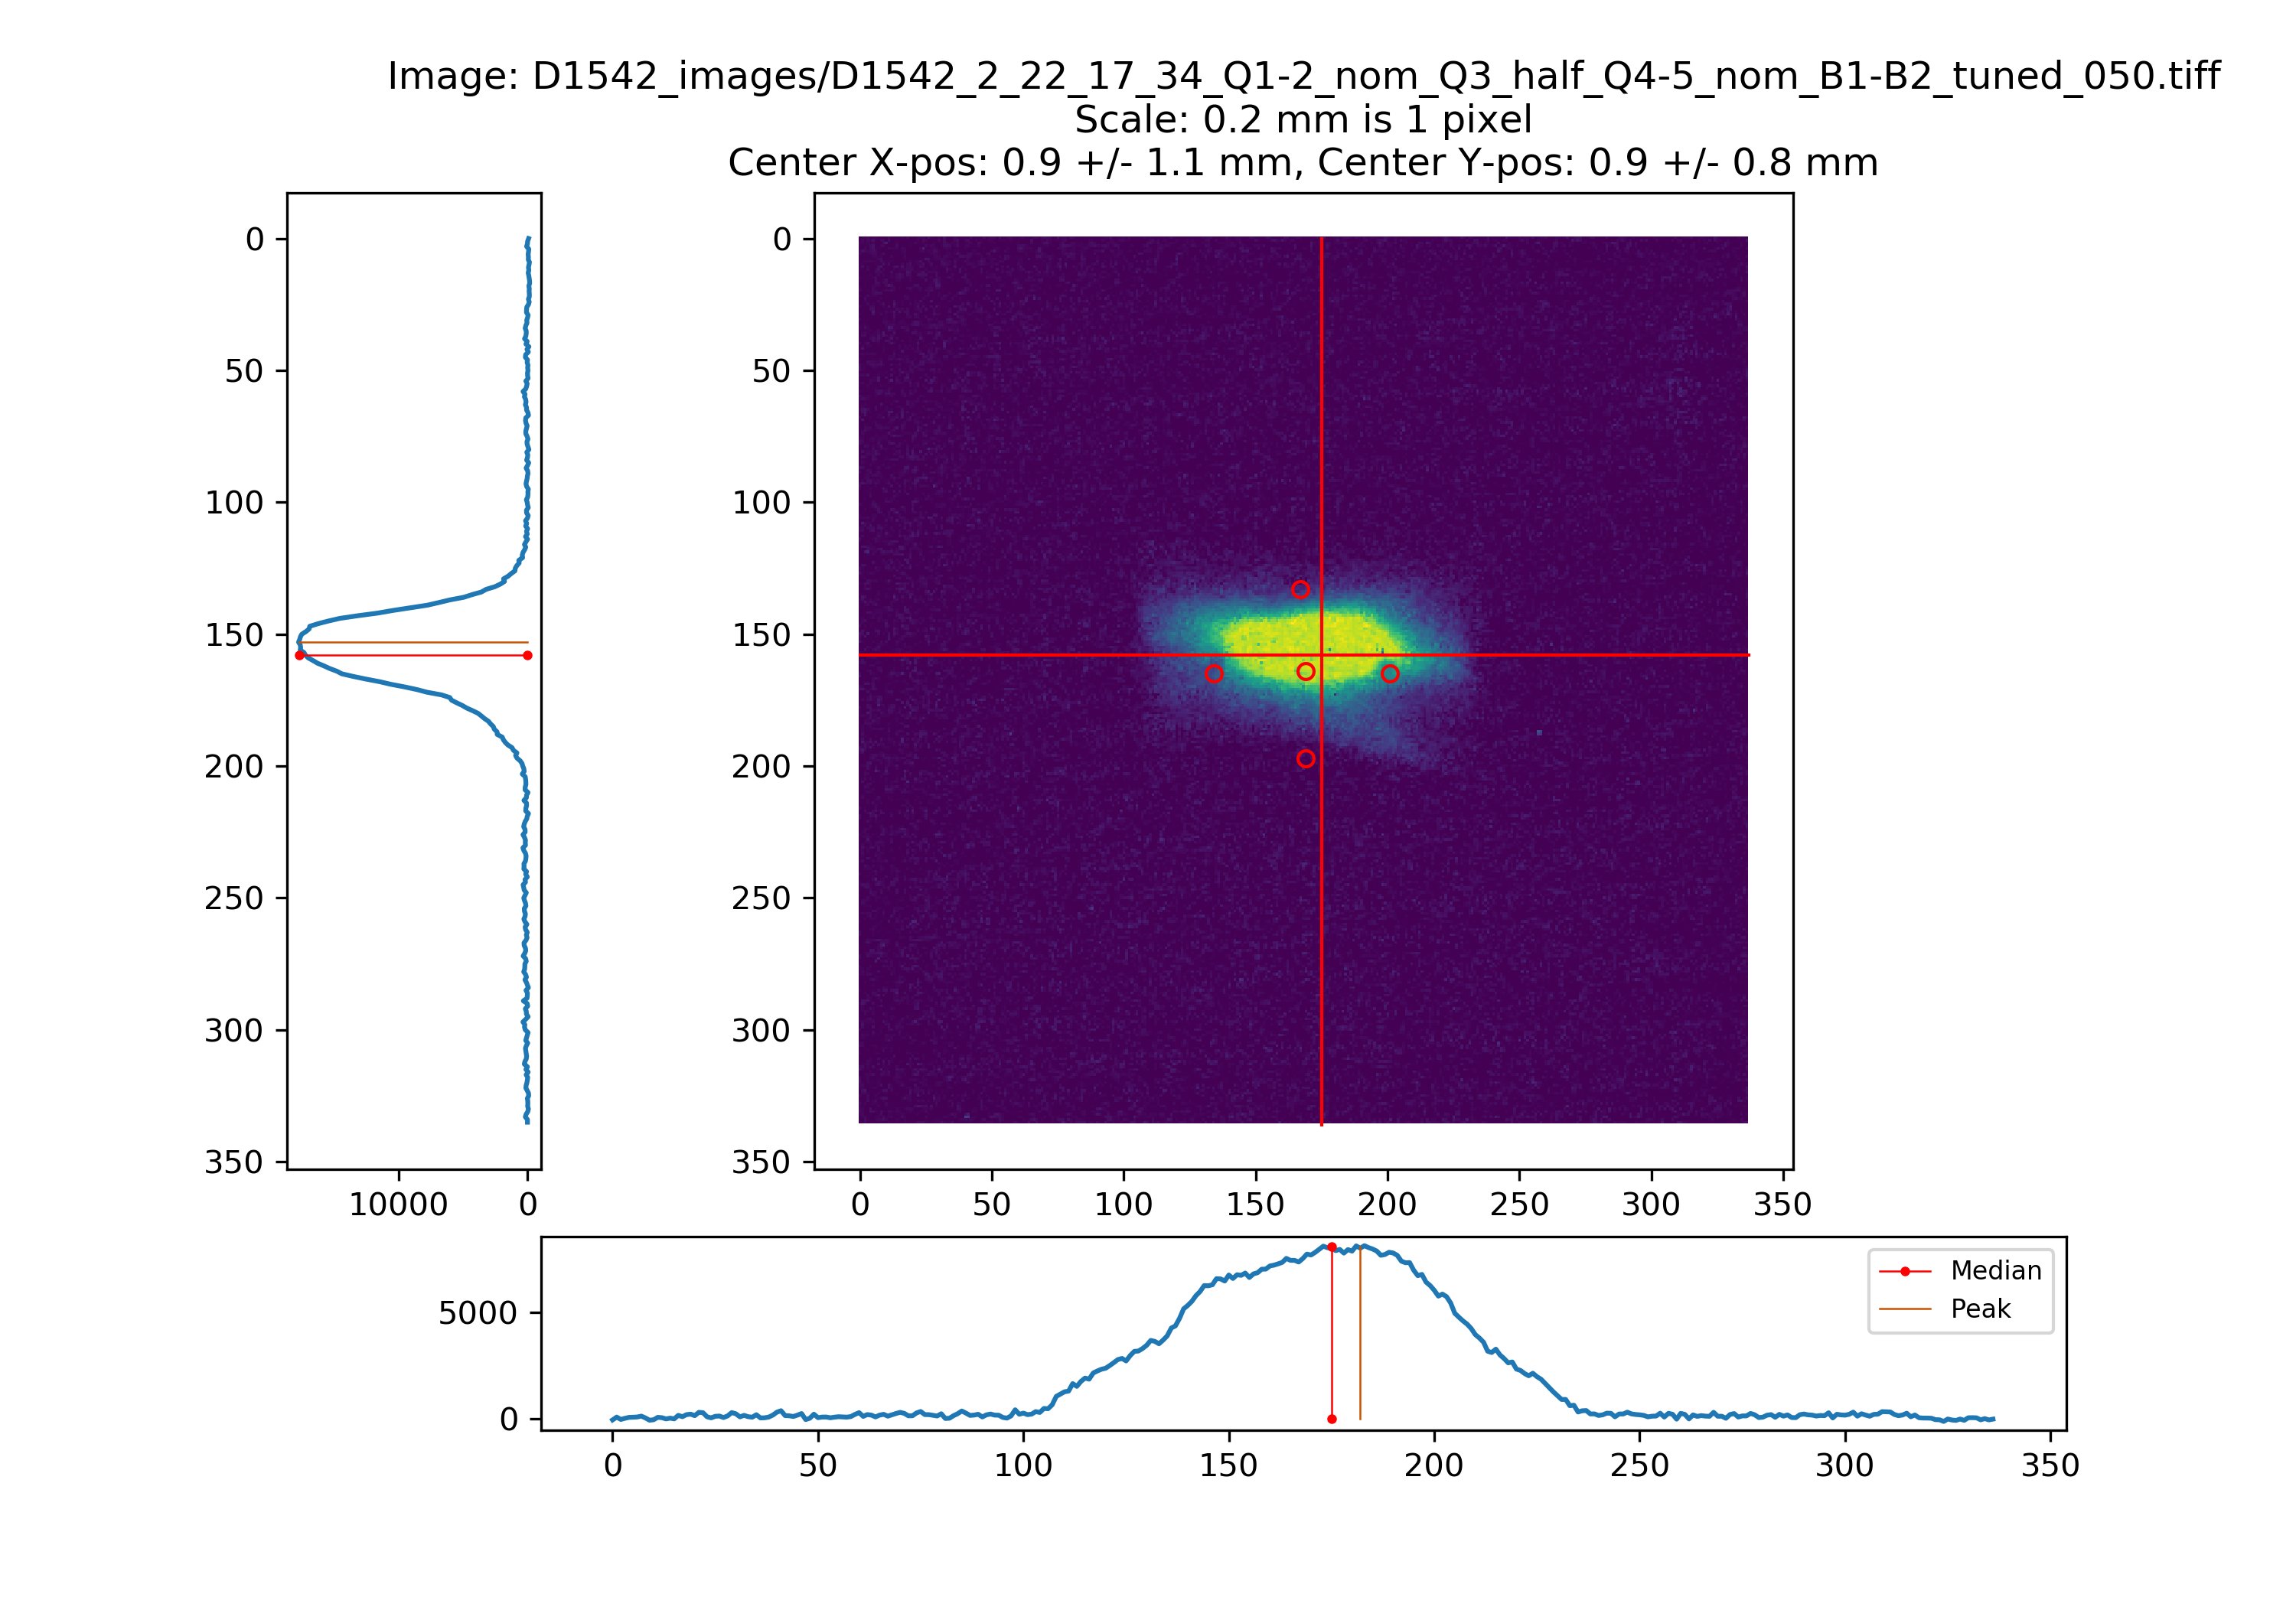 Image: D1542_images/D1542_2_22_17_34_Q1-2_nom_Q3_half_Q4-5_nom_B1-B2_tuned_050.tiff
Scale: 0.2 mm is 1 pixel
Center X-pos: 0.9 +/- 1.1 mm, Center Y-pos: 0.9 +/- 0.8 mm
0
50
100
150
200
250
300
350
10000 0
0
50
100
150
200
250
300
350
0 50 100 150 200 250 300 350
5000
0
Median
Peak
0 50 100 150 200 250 300 350